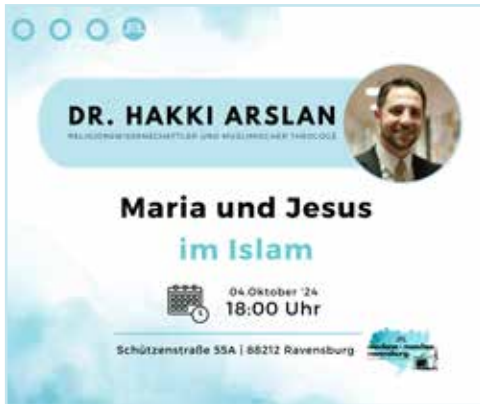 DR. HAKKI ARSLAN
RELIGIONSWISSENSCHAFTLER UND MUSLIMISCHER THEOLOGE
Maria und Jesus
im Islam
04.Oktober '24
18:00 Uhr
Schützenstraße 55A | 88212 Ravensburg